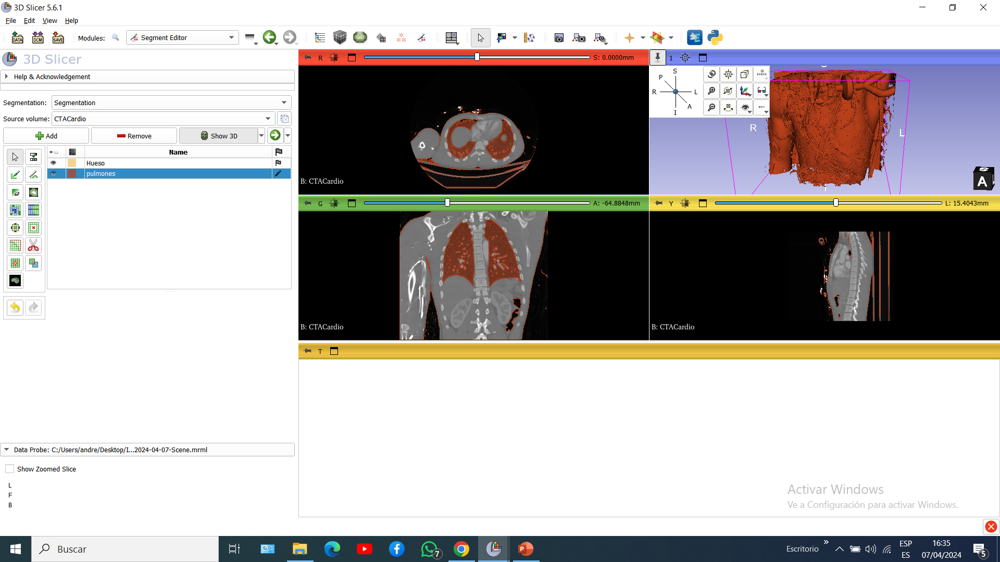 3D Slicer 5.6.1
File Edit View Help
DATA DCM SAVE Modules: Segment Editor
3D Slicer
Help & Acknowledgement
Segmentation: Segmentation
Source volume: CTACardio
Add Remove Show 3D
Name
Hueso
pulmones
Data Probe: C:/Users/andre/Desktop/I...2024-04-07-Scene.mrml
Show Zoomed Slice
L
F
B
R S: 0.0000mm
B: CTACardio
1
S
P
R L
A
I
R L
I
S
A
G A: -64.8848mm
B: CTACardio
Y L: 15.4043mm
B: CTACardio
T
Activar Windows
Ve a Configuración para activar Windows.
Buscar
7
P
Escritorio
ESP
ES
16:35
07/04/2024
5